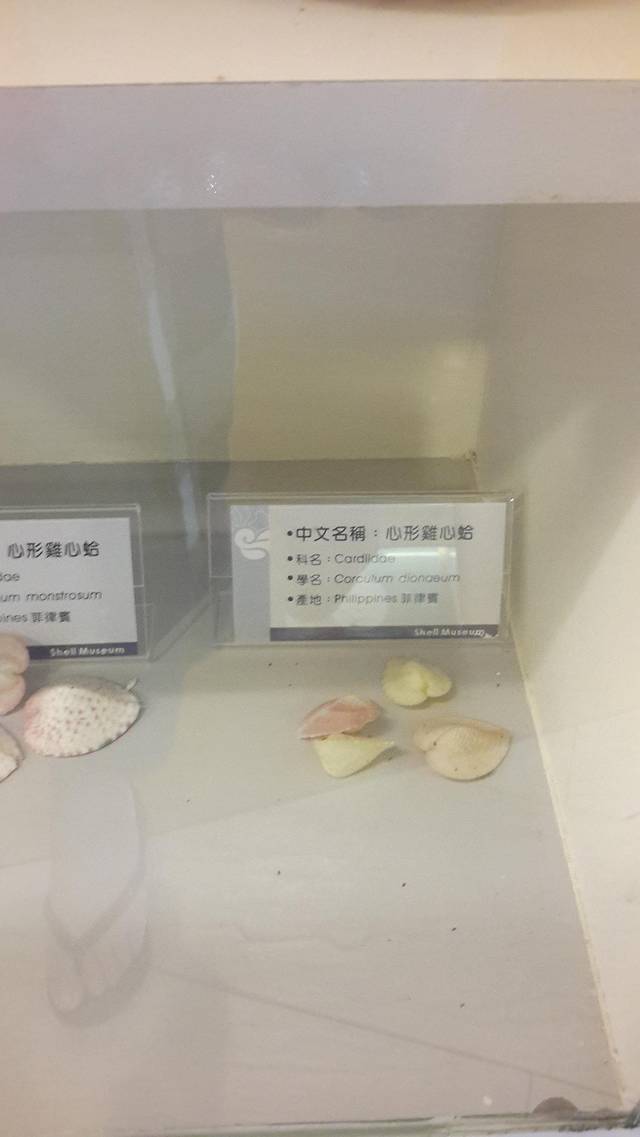 心形雞心蛤
dae
um monstrosum
ines 菲律賓
Shell Museum
•中文名稱：心形雞心蛤
•科名：Cardiidae
•學名：Corculum dionaeum
•產地：Philippines 菲律賓
Shell Museum